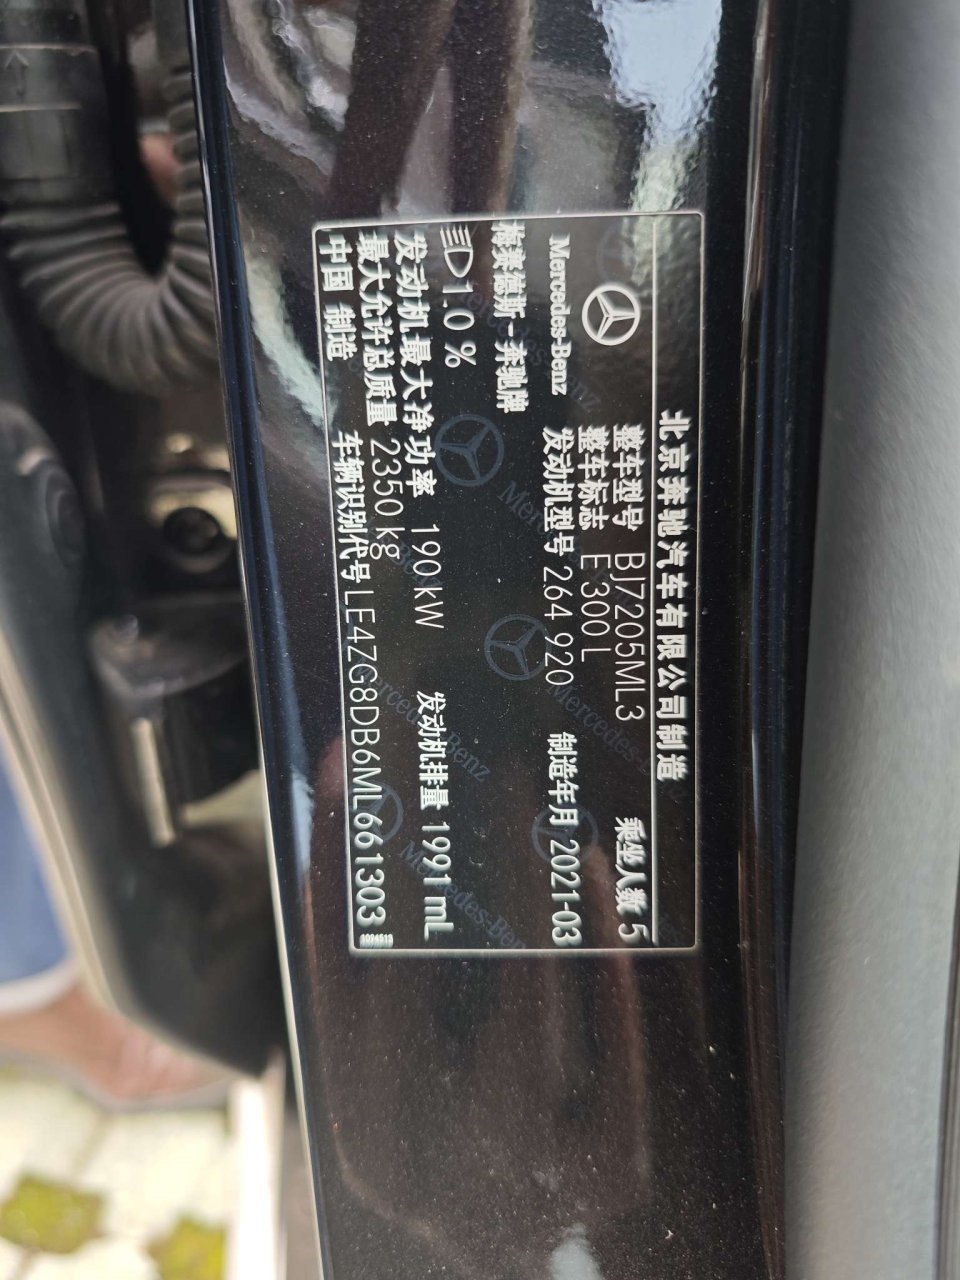 北京奔驰汽车有限公司制造
Mercedes-Benz
整车型号 BJ7205ML3 乘坐人数 5
整车标志 E 300 L
梅赛德斯-奔驰牌 发动机型号 264 920 制造年月 2021-03
1.0 %
发动机最大净功率 190 kW 发动机排量 1991 mL
最大允许总质量 2350 kg
中国 制造 车辆识别代号 LE4ZG8DB6ML661303